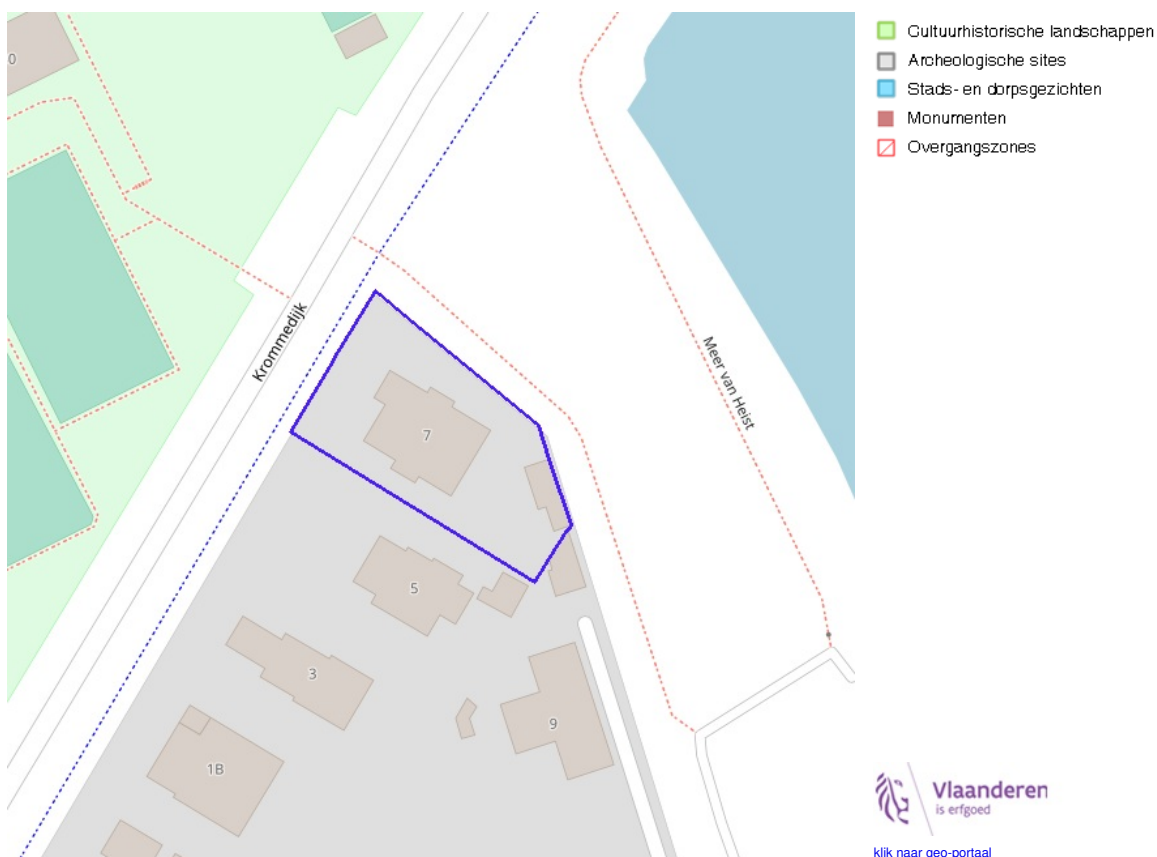 0
Krommedijk
Meer van Heist
7
5
3
9
1B
Cultuurhistorische landschappen
Archeologische sites
Stads- en dorpsgezichten
Monumenten
Overgangszones
Vlaanderen
is erfgoed
klik naar geo-portaal